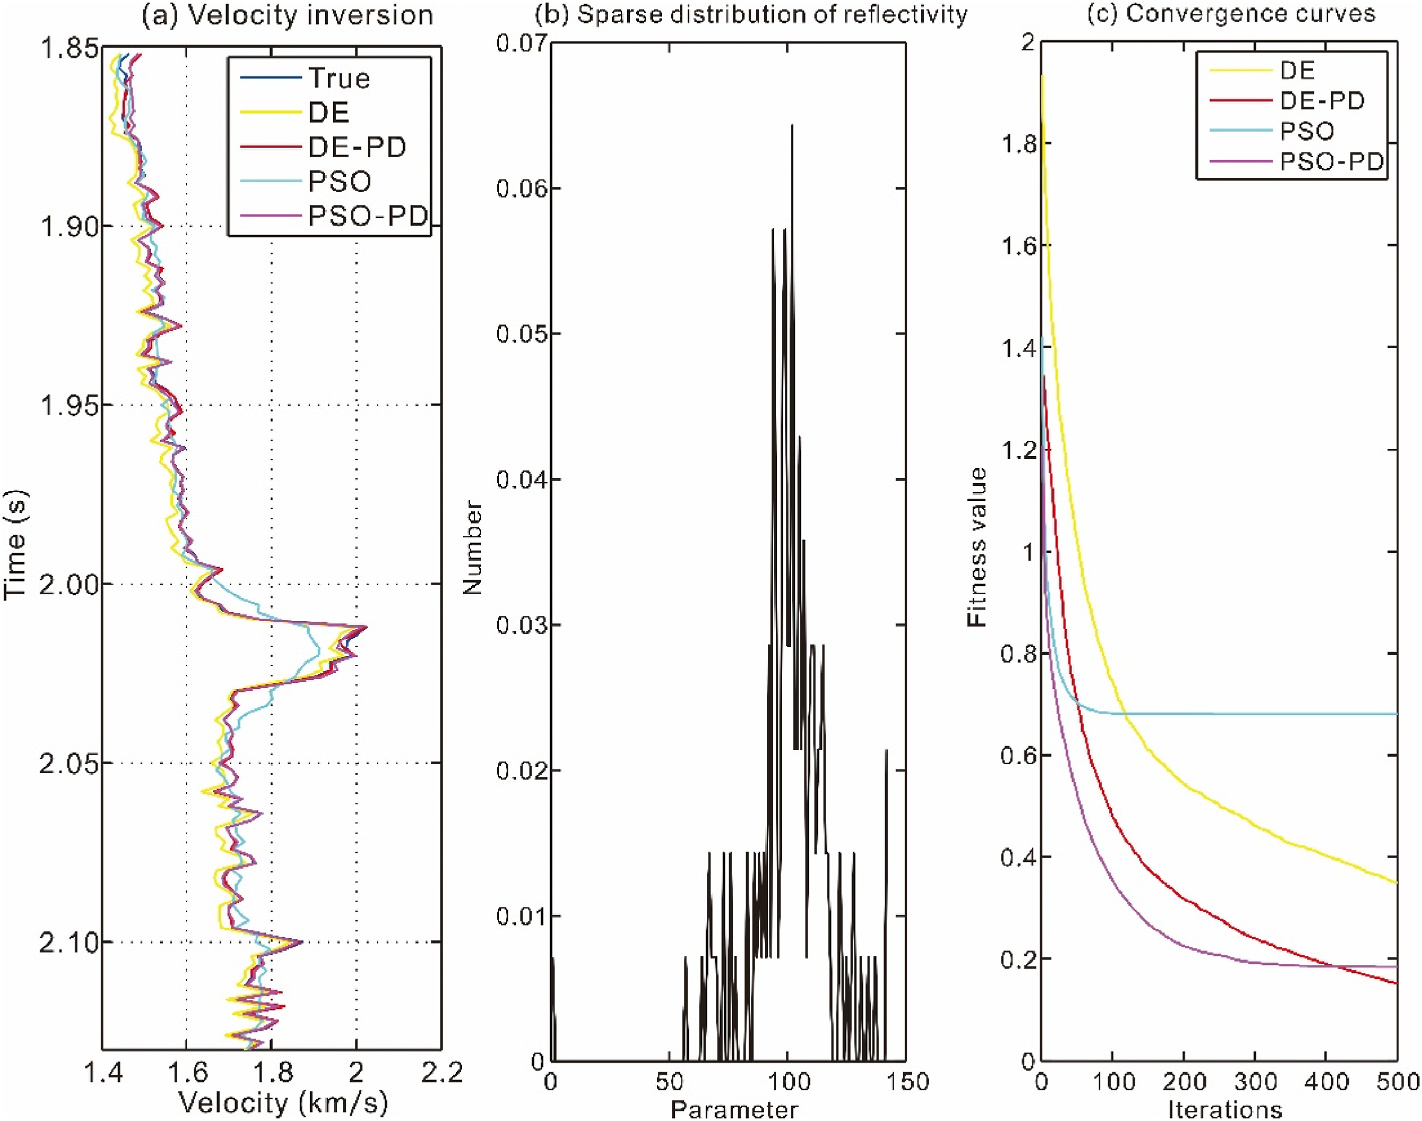 (a) Velocity inversion
1.85
1.90
1.95
2.00
2.05
2.10
Time (s)
True
DE
DE-PD
PSO
PSO-PD
1.4
1.6
1.8
2
2.2
Velocity (km/s)
(b) Sparse distribution of reflectivity
0.07
0.06
0.05
0.04
0.03
0.02
0.01
0
Number
0
50
100
150
Parameter
(c) Convergence curves
2
1.8
1.6
1.4
1.2
1
0.8
0.6
0.4
0.2
0
Fitness value
DE
DE-PD
PSO
PSO-PD
0
100
200
300
400
500
Iterations